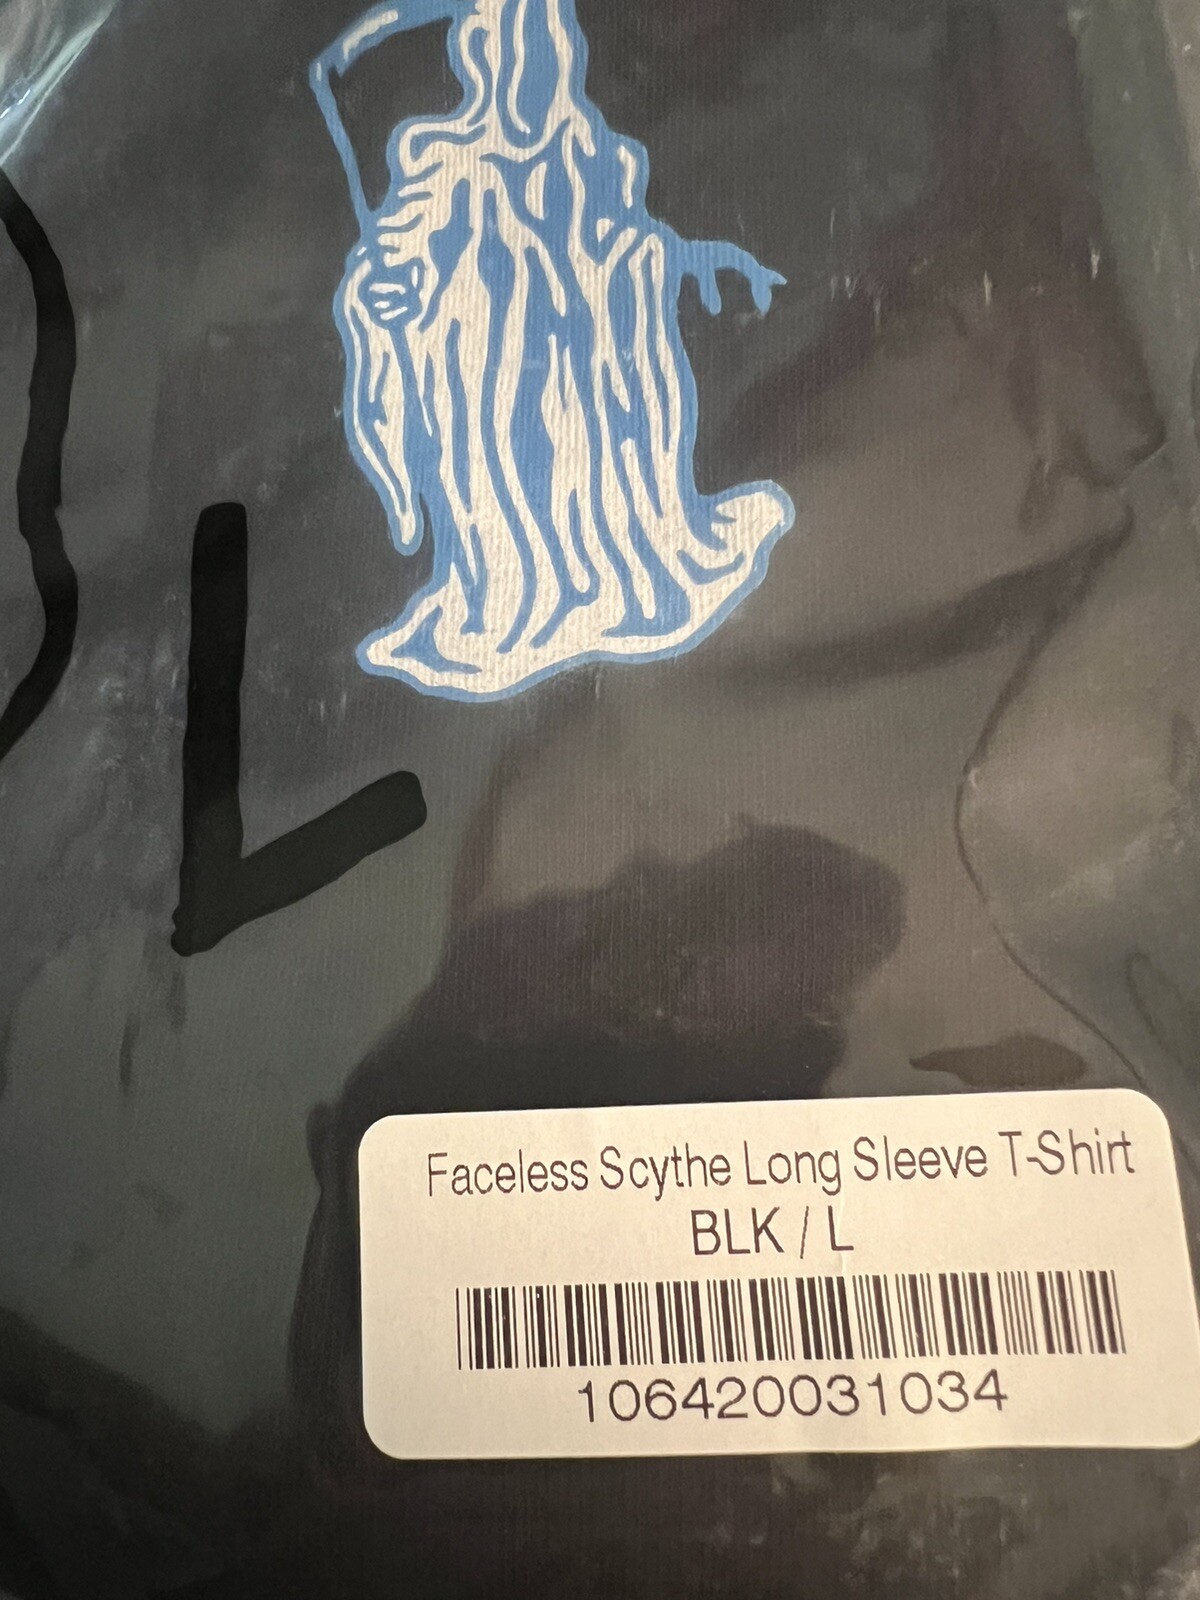 L
Faceless Scythe Long Sleeve T-Shirt
BLK / L
106420031034